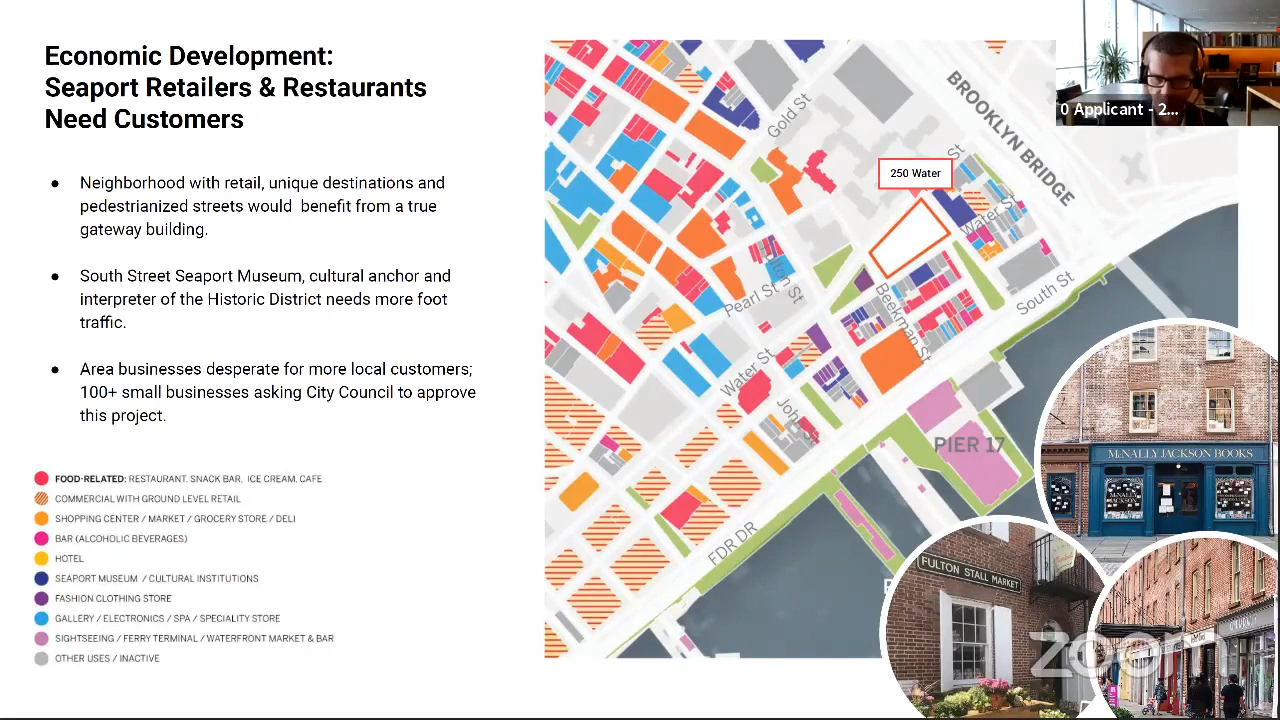 Economic Development:
Seaport Retailers & Restaurants
Need Customers
● Neighborhood with retail, unique destinations and
pedestrianized streets would benefit from a true
gateway building.
● South Street Seaport Museum, cultural anchor and
interpreter of the Historic District needs more foot
traffic.
● Area businesses desperate for more local customers;
100+ small businesses asking City Council to approve
this project.
FOOD-RELATED: RESTAURANT. SNACK BAR, ICE CREAM, CAFE
COMMERCIAL WITH GROUND LEVEL RETAIL
SHOPPING CENTER / MARKET / GROCERY STORE / DELI
BAR (ALCOHOLIC BEVERAGES)
HOTEL
SEAPORT MUSEUM / CULTURAL INSTITUTIONS
FASHION CLOTHING STORE
GALLERY / ELECTRONICS / SPA / SPECIALITY STORE
SIGHTSEEING / FERRY TERMINAL / WATERFRONT MARKET & BAR
OTHER USES / INACTIVE
0 Applicant - 2...
BROOKLYN BRIDGE
Gold St
St
250 Water
Water St
South St
Pearl St
Beekman St
Water St
John
PIER 17
FDR DR
McNALLY JACKSON BOOKS
FULTON STALL MARKET
zoom